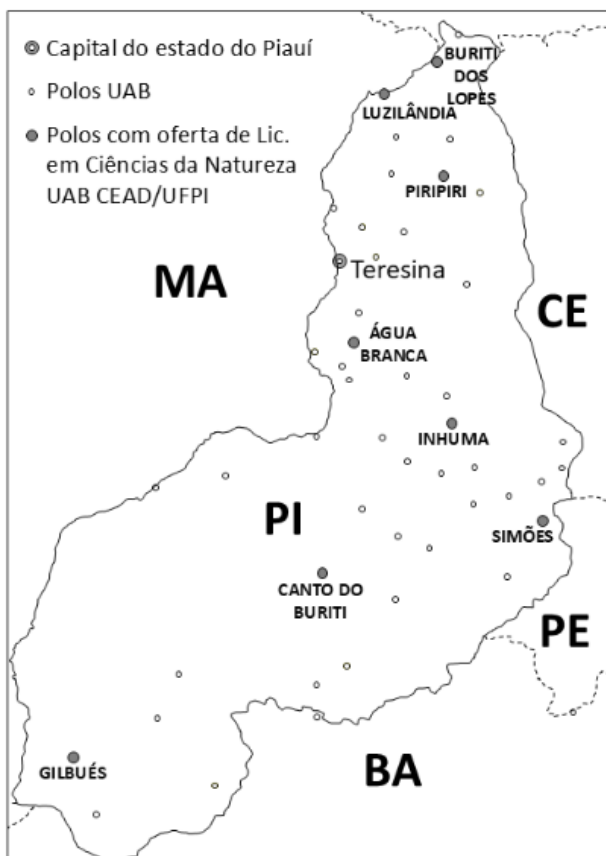 Capital do estado do Piauí
Polos UAB
Polos com oferta de Lic.
em Ciências da Natureza
UAB CEAD/UFPI
BURITI
DOS
LOPES
LUZILÂNDIA
PIRIPIRI
MA
Teresina
CE
ÁGUA
BRANCA
INHUMA
PI
SIMÕES
CANTO DO
BURITI
PE
BA
GILBUÉS